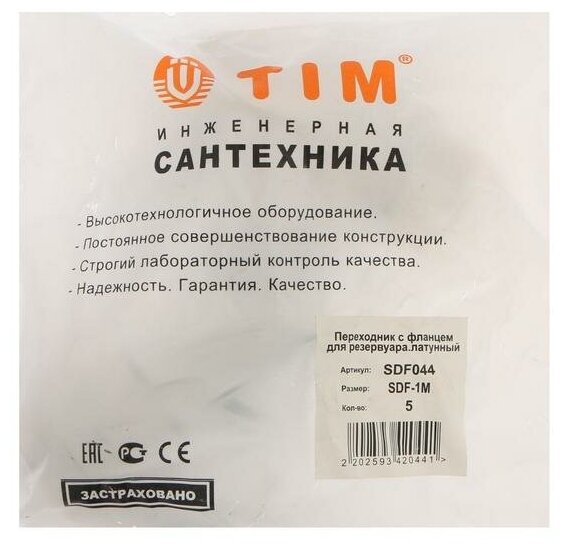 TIM®
ИНЖЕНЕРНАЯ
САНТЕХНИКА
- Высокотехнологичное оборудование.
- Постоянное совершенствование конструкции.
- Строгий лабораторный контроль качества.
- Надежность. Гарантия. Качество.
Переходник с фланцем
для резервуара.латунный
Артикул: SDF044
Размер: SDF-1M
Кол-во: 5
2 202593 420441 >
EAC РСТ CE
ЗАСТРАХОВАНО